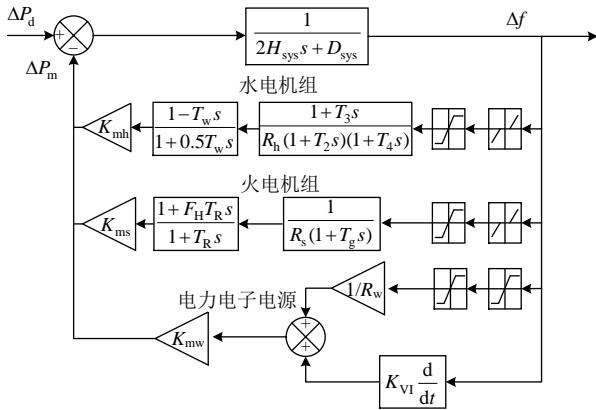 ΔP_d
+
−
ΔP_m
1
2H_sys s + D_sys
Δf
水电机组
K_mh
1−T_w s
1+0.5T_w s
1+T_3 s
R_h(1+T_2 s)(1+T_4 s)
火电机组
K_ms
1+F_H T_R s
1+T_R s
1
R_s(1+T_g s)
电力电子电源
1/R_w
K_mw
+
+
K_VI d
dt